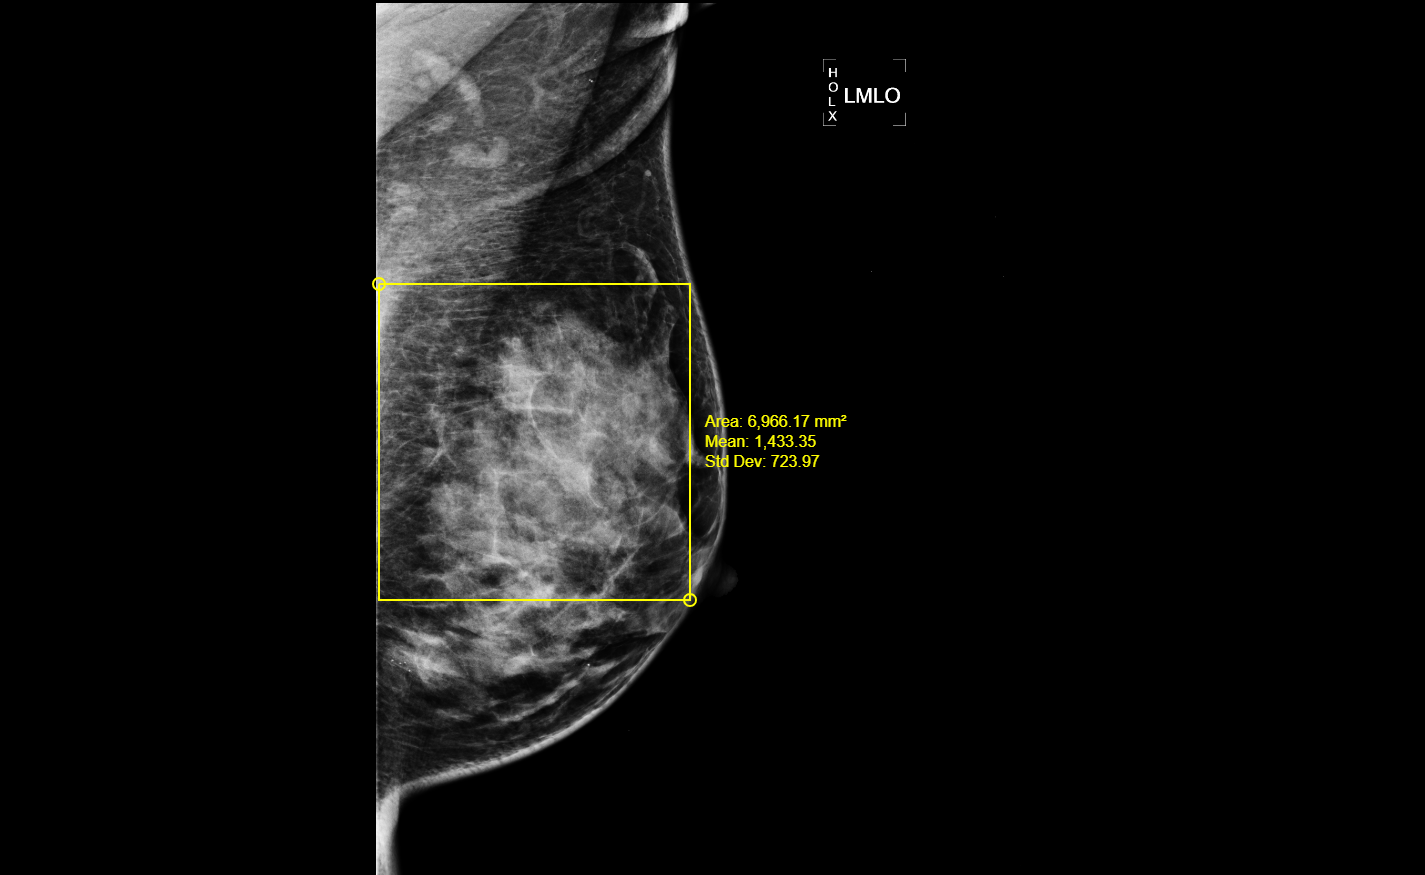 H
O
L
X
LMLO
Area: 6,966.17 mm²
Mean: 1,433.35
Std Dev: 723.97